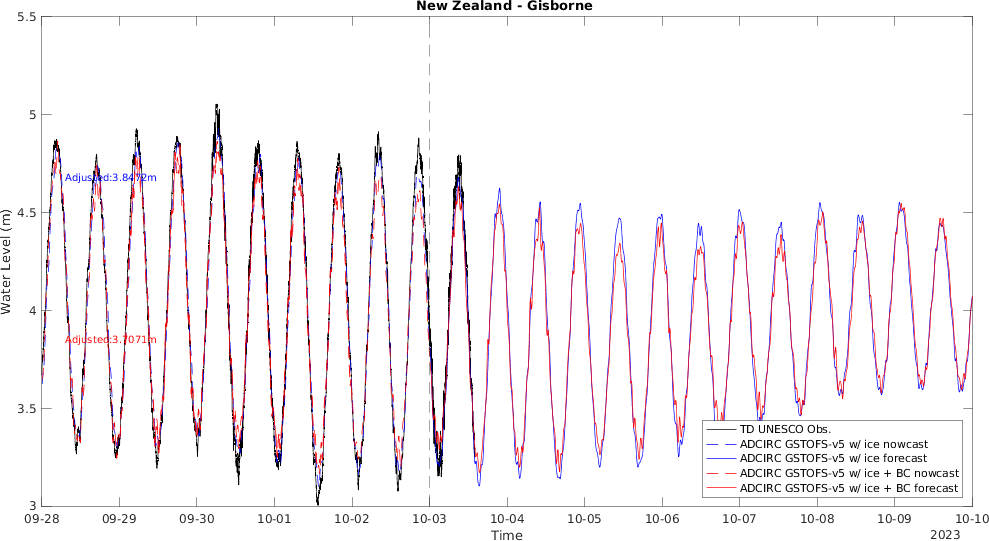 New Zealand - Gisborne
5.5
5
4.5
4
3.5
3
Water Level (m)
Adjusted:3.8472m
Adjusted:3.7071m
TD UNESCO Obs.
ADCIRC GSTOFS-v5 w/ ice nowcast
ADCIRC GSTOFS-v5 w/ ice forecast
ADCIRC GSTOFS-v5 w/ ice + BC nowcast
ADCIRC GSTOFS-v5 w/ ice + BC forecast
09-28 09-29 09-30 10-01 10-02 10-03 10-04 10-05 10-06 10-07 10-08 10-09 10-10
Time
2023